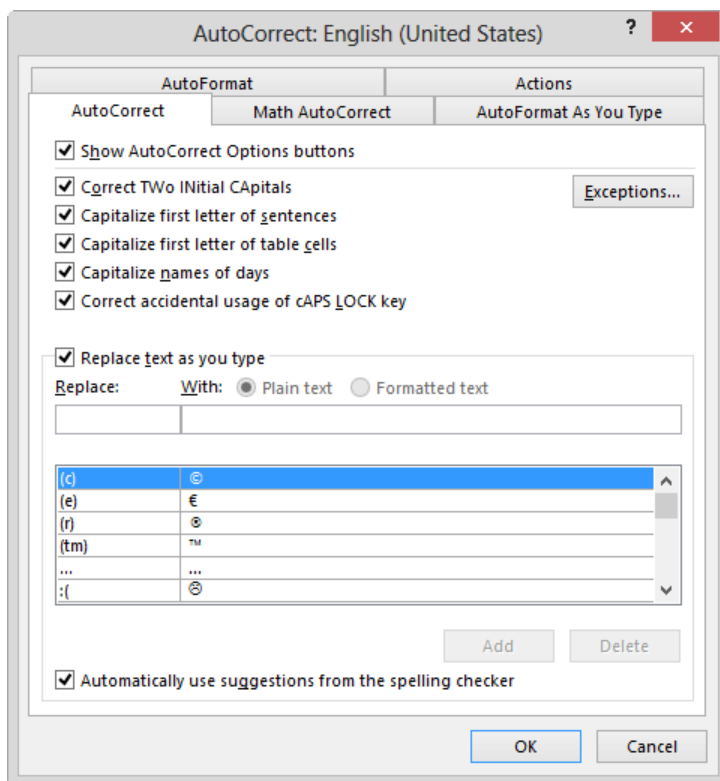 AutoCorrect: English (United States) ? ×
AutoFormat Actions
AutoCorrect Math AutoCorrect AutoFormat As You Type
Show AutoCorrect Options buttons
Correct TWo INitial CApitals Exceptions...
Capitalize first letter of sentences
Capitalize first letter of table cells
Capitalize names of days
Correct accidental usage of cAPS LOCK key
Replace text as you type
Replace: With: Plain text Formatted text
(c) ©
(e) €
(r) ®
(tm) ™
... ...
:( ☹
Add Delete
Automatically use suggestions from the spelling checker
OK Cancel